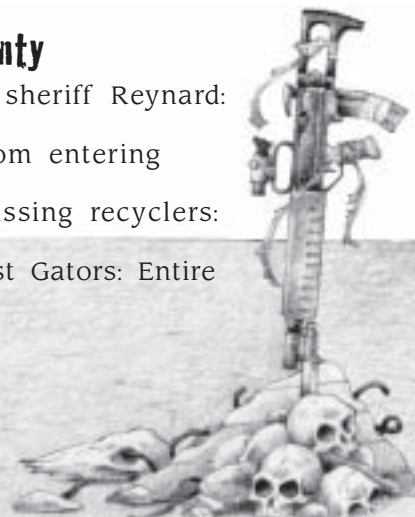 nty
sheriff Reynard:
om entering
ssing recyclers:
st Gators: Entire